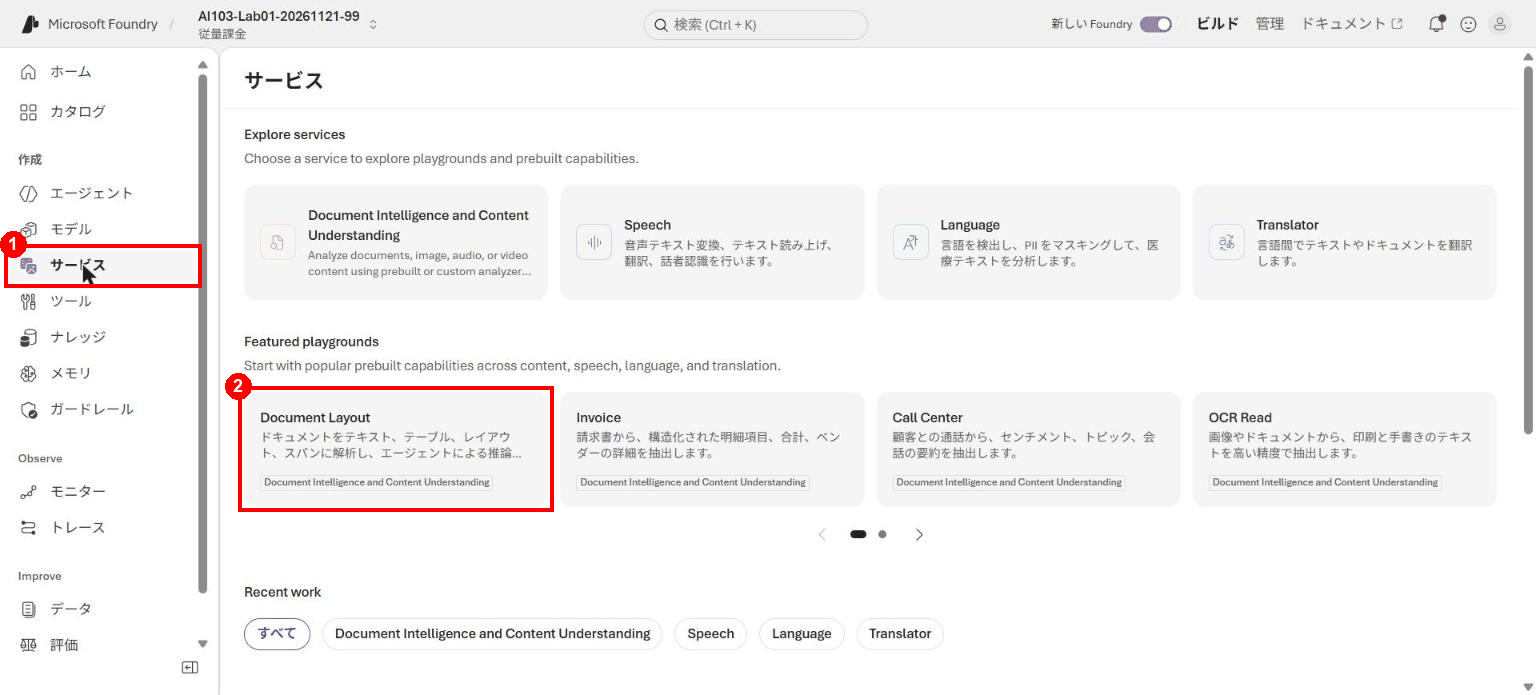 Microsoft Foundry
/
AI103-Lab01-20261121-99
従量課金
検索 (Ctrl + K)
新しい Foundry
ビルド
管理
ドキュメント
ホーム
カタログ
作成
エージェント
モデル
1
サービス
ツール
ナレッジ
メモリ
ガードレール
Observe
モニター
トレース
Improve
データ
評価
サービス
Explore services
Choose a service to explore playgrounds and prebuilt capabilities.
Document Intelligence and Content
Understanding
Analyze documents, image, audio, or video
content using prebuilt or custom analyzer...
Speech
音声テキスト変換、テキスト読み上げ、
翻訳、話者認識を行います。
Language
言語を検出し、PII をマスキングして、医
療テキストを分析します。
Translator
言語間でテキストやドキュメントを翻訳
します。
Featured playgrounds
Start with popular prebuilt capabilities across content, speech, language, and translation.
2
Document Layout
ドキュメントをテキスト、テーブル、レイアウ
ト、スパンに解析し、エージェントによる推論...
Document Intelligence and Content Understanding
Invoice
請求書から、構造化された明細項目、合計、ベン
ダーの詳細を抽出します。
Document Intelligence and Content Understanding
Call Center
顧客との通話から、センチメント、トピック、会
話の要約を抽出します。
Document Intelligence and Content Understanding
OCR Read
画像やドキュメントから、印刷と手書きのテキス
トを高い精度で抽出します。
Document Intelligence and Content Understanding
Recent work
すべて
Document Intelligence and Content Understanding
Speech
Language
Translator